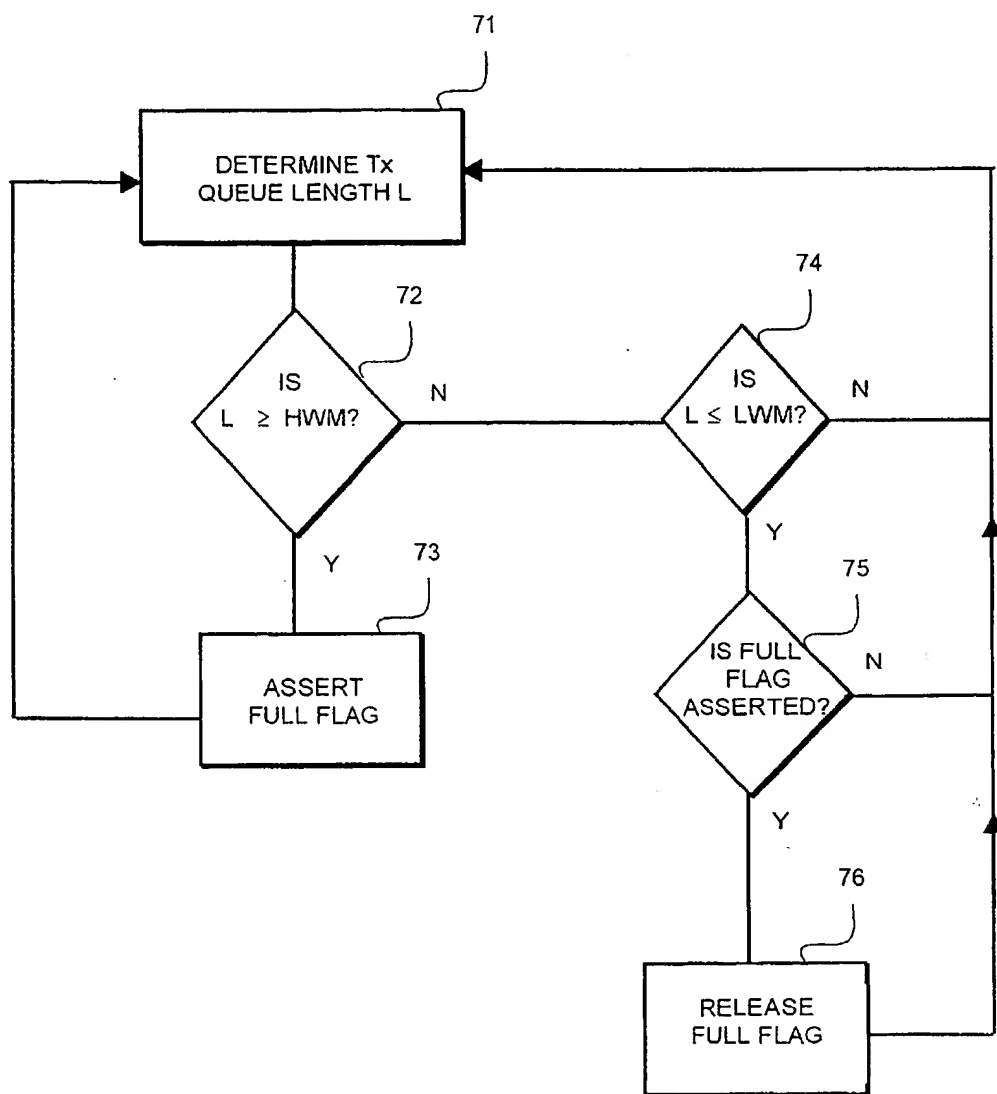 71
DETERMINE Tx
QUEUE LENGTH L
72
IS
L ≥ HWM?
N
Y
73
ASSERT
FULL FLAG
74
IS
L ≤ LWM?
N
Y
75
IS FULL
FLAG
ASSERTED?
N
Y
76
RELEASE
FULL FLAG